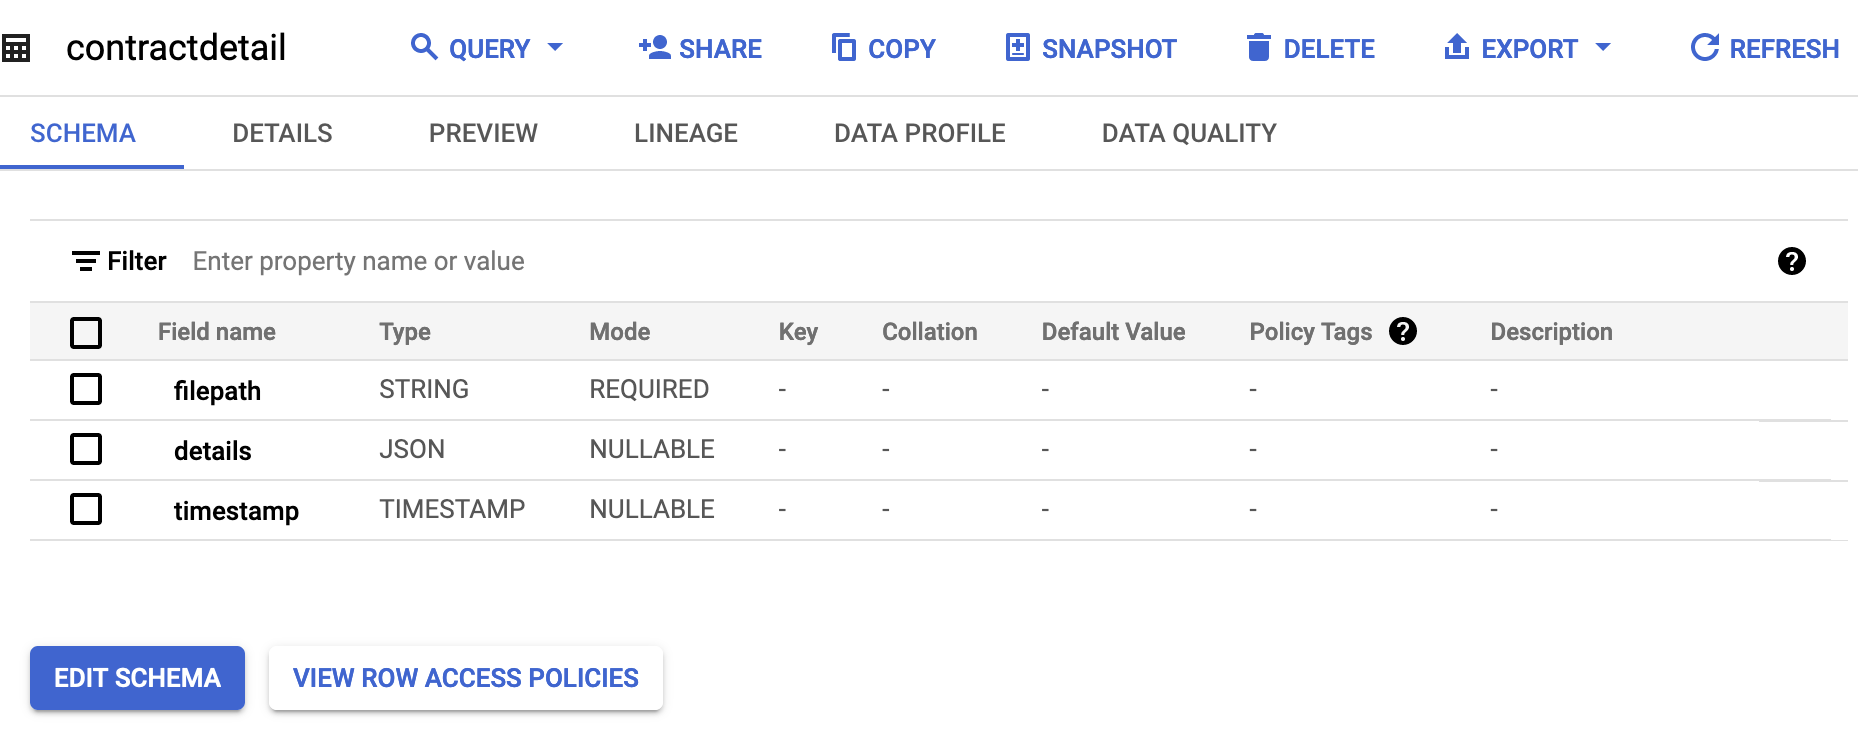 contractdetail QUERY SHARE COPY SNAPSHOT DELETE EXPORT REFRESH
SCHEMA DETAILS PREVIEW LINEAGE DATA PROFILE DATA QUALITY
Filter Enter property name or value ?
Field name Type Mode Key Collation Default Value Policy Tags ? Description
filepath STRING REQUIRED - - - - -
details JSON NULLABLE - - - - -
timestamp TIMESTAMP NULLABLE - - - - -
EDIT SCHEMA VIEW ROW ACCESS POLICIES